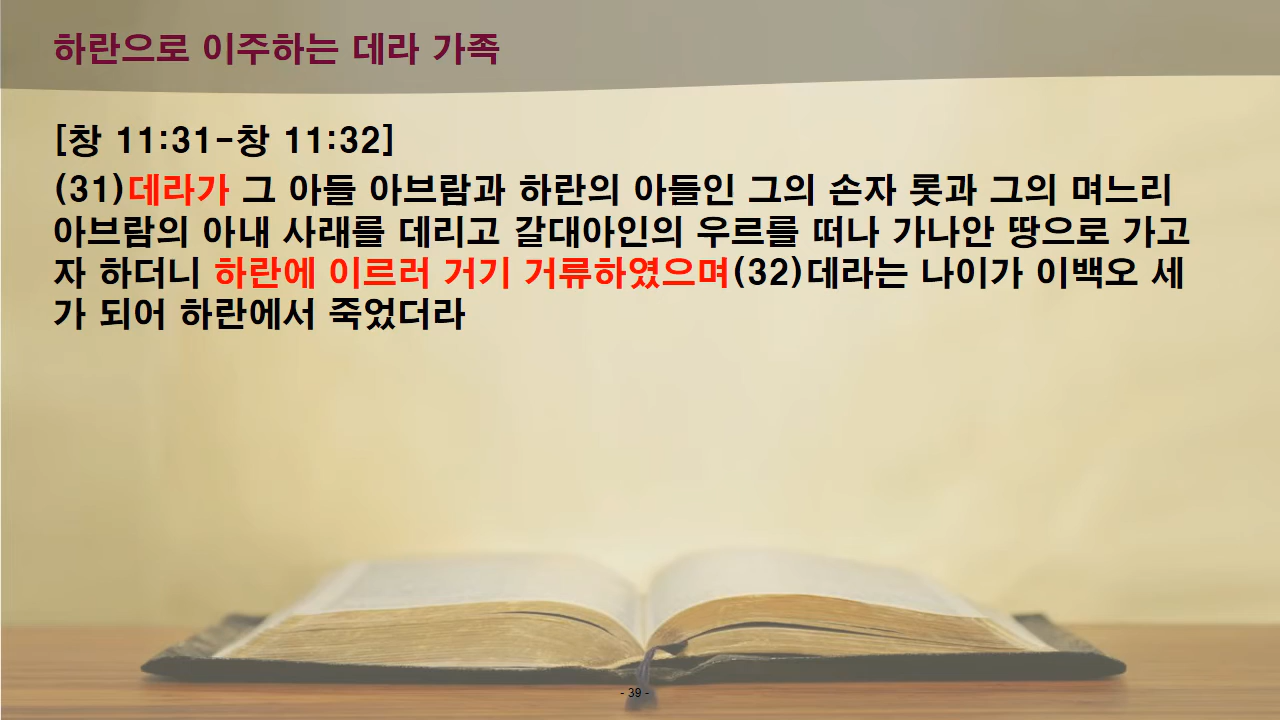 하란으로 이주하는 데라 가족
[창 11:31-창 11:32]
(31)데라가 그 아들 아브람과 하란의 아들인 그의 손자 롯과 그의 며느리
아브람의 아내 사래를 데리고 갈대아인의 우르를 떠나 가나안 땅으로 가고
자 하더니 하란에 이르러 거기 거류하였으며(32)데라는 나이가 이백오 세
가 되어 하란에서 죽었더라
- 39 -